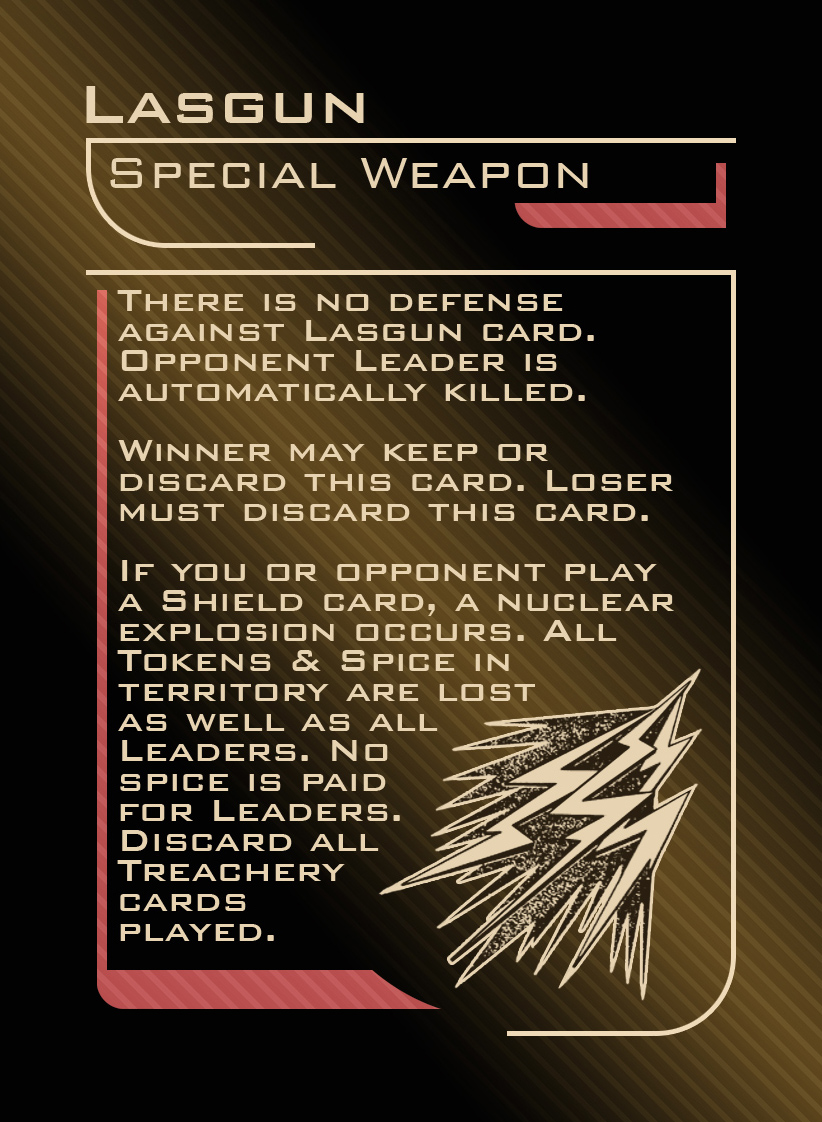 Lasgun
Special Weapon
There is no defense
against Lasgun card.
Opponent Leader is
automatically killed.
Winner may keep or
discard this card. Loser
must discard this card.
If you or opponent play
a Shield card, a nuclear
explosion occurs. All
Tokens & Spice in
territory are lost
as well as all
Leaders. No
spice is paid
for Leaders.
Discard all
Treachery
cards
played.